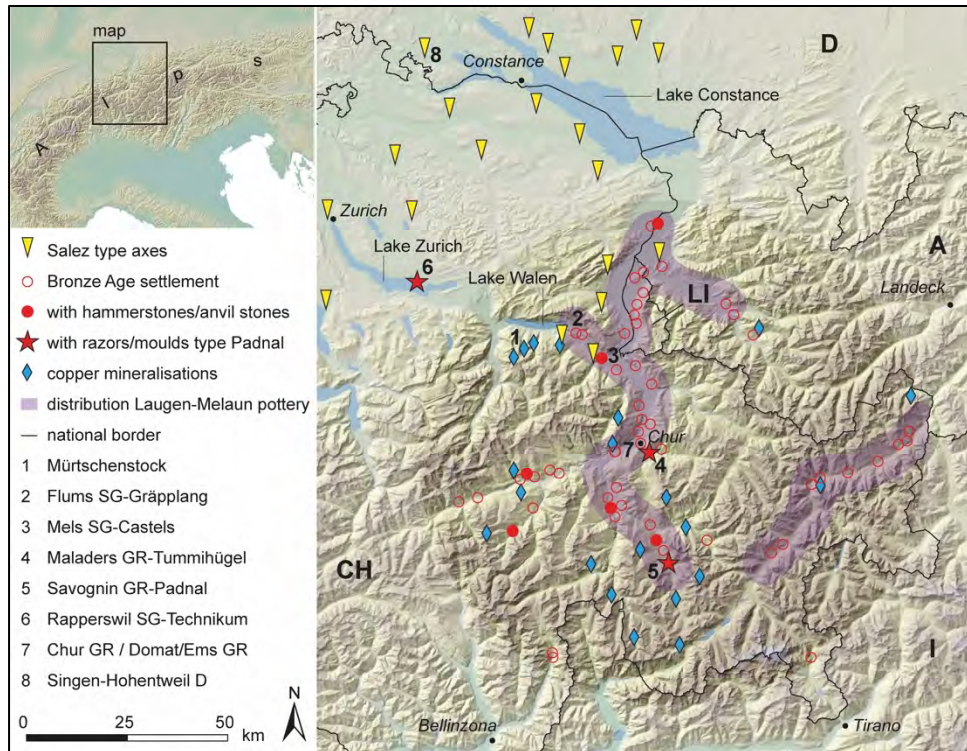 map
A l p s
Salez type axes
Bronze Age settlement
with hammerstones/anvil stones
with razors/moulds type Padnal
copper mineralisations
distribution Laugen-Melaun pottery
national border
1 Mürtschenstock
2 Flums SG-Gräpplang
3 Mels SG-Castels
4 Maladers GR-Tummihügel
5 Savognin GR-Padnal
6 Rapperswil SG-Technikum
7 Chur GR / Domat/Ems GR
8 Singen-Hohentweil D
N
0 25 50
km
D
8 Constance
Lake Constance
Zurich
A
Lake Zurich
6
Lake Walen
LI
Landeck
2
1
3
Chur
7
4
CH
5
I
Bellinzona
Tirano